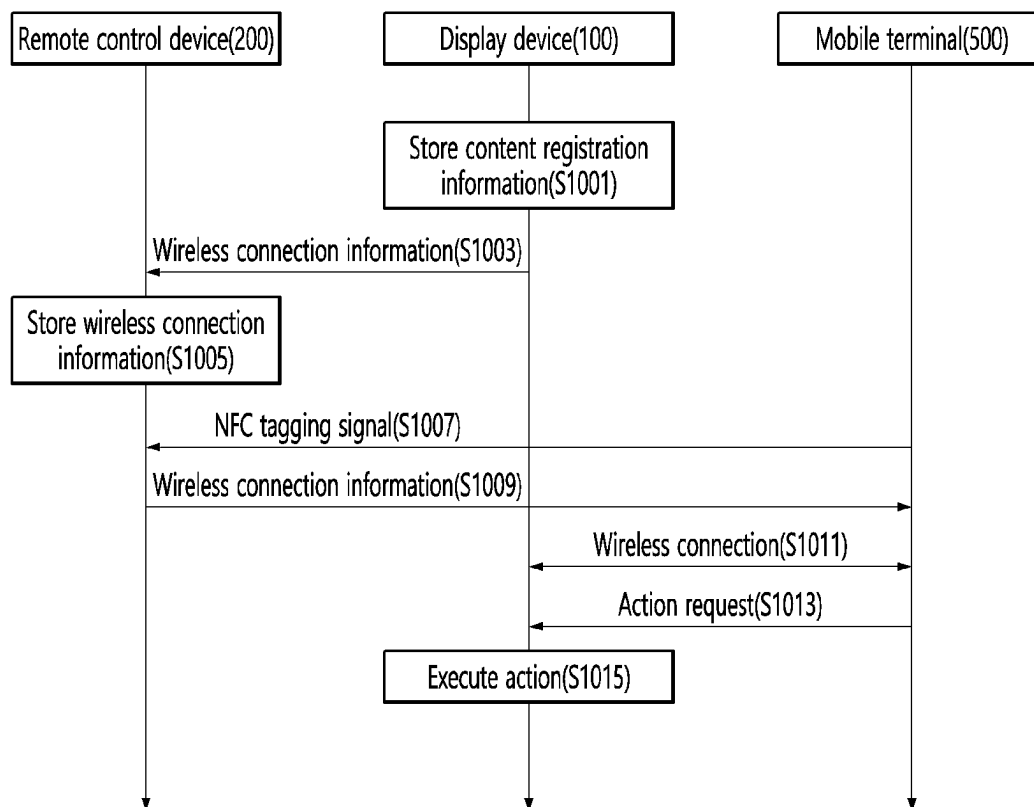 Remote control device(200)
Display device(100)
Mobile terminal(500)
Store content registration
information(S1001)
Wireless connection information(S1003)
Store wireless connection
information(S1005)
NFC tagging signal(S1007)
Wireless connection information(S1009)
Wireless connection(S1011)
Action request(S1013)
Execute action(S1015)